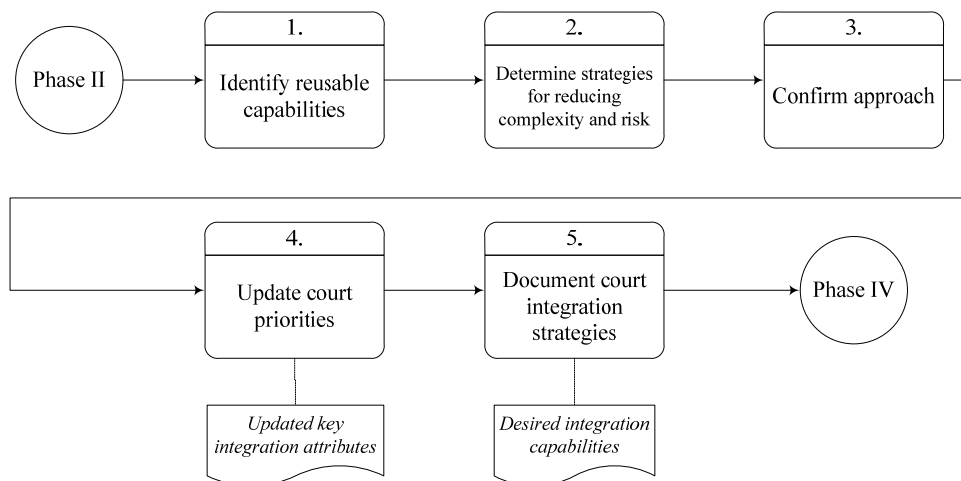 1.
2.
3.
Phase II
Identify reusable
capabilities
Determine strategies
for reducing
complexity and risk
Confirm approach
4.
5.
Update court
priorities
Document court
integration
strategies
Phase IV
Updated key
integration attributes
Desired integration
capabilities